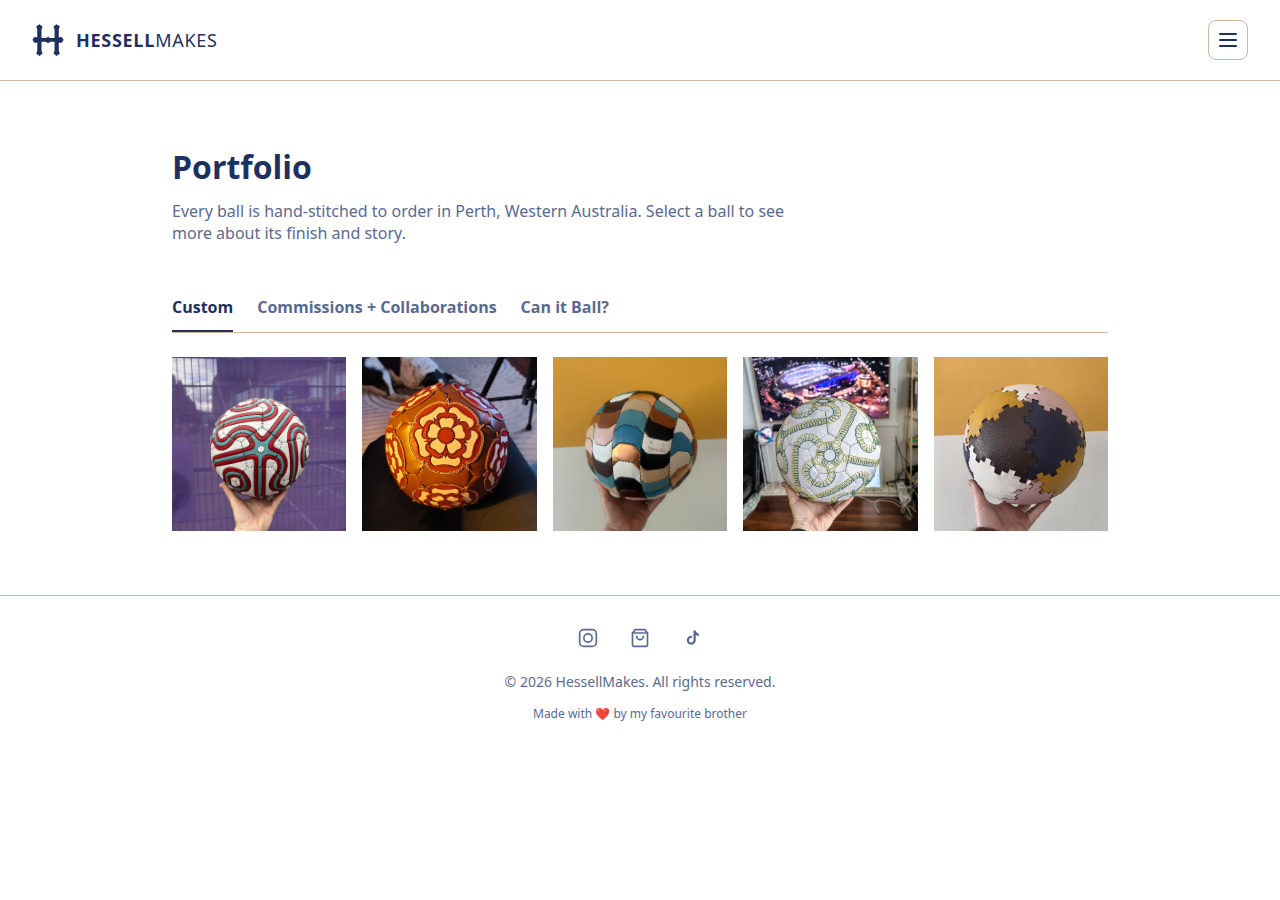 HESSELLMAKES
Portfolio
Every ball is hand-stitched to order in Perth, Western Australia. Select a ball to see
more about its finish and story.
Custom
Commissions + Collaborations
Can it Ball?
© 2026 HessellMakes. All rights reserved.
Made with ❤️ by my favourite brother